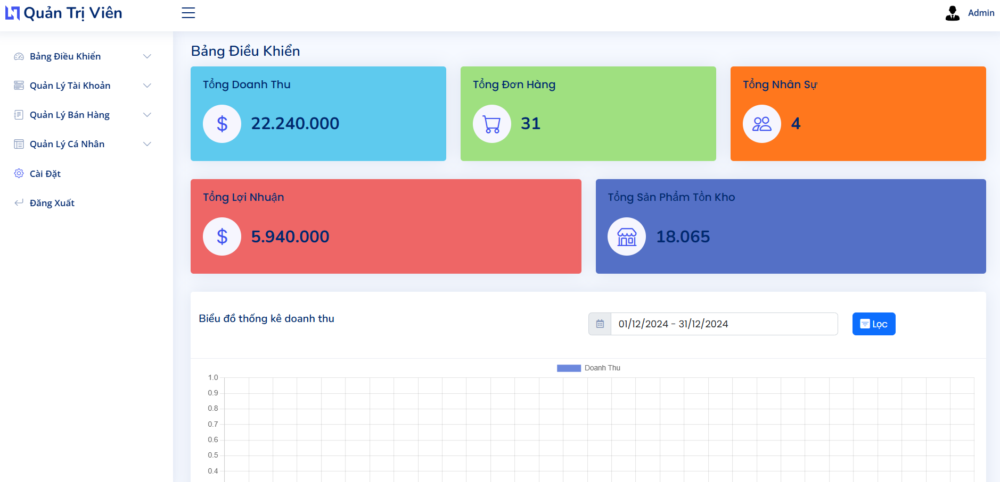 Quản Trị Viên
Admin
Bảng Điều Khiển
Quản Lý Tài Khoản
Quản Lý Bán Hàng
Quản Lý Cá Nhân
Cài Đặt
Đăng Xuất
Bảng Điều Khiển
Tổng Doanh Thu
$ 22.240.000
Tổng Đơn Hàng
31
Tổng Nhân Sự
4
Tổng Lợi Nhuận
$ 5.940.000
Tổng Sản Phẩm Tồn Kho
18.065
Biểu đồ thống kê doanh thu
01/12/2024 - 31/12/2024
Lọc
Doanh Thu
1.0
0.9
0.8
0.7
0.6
0.5
0.4